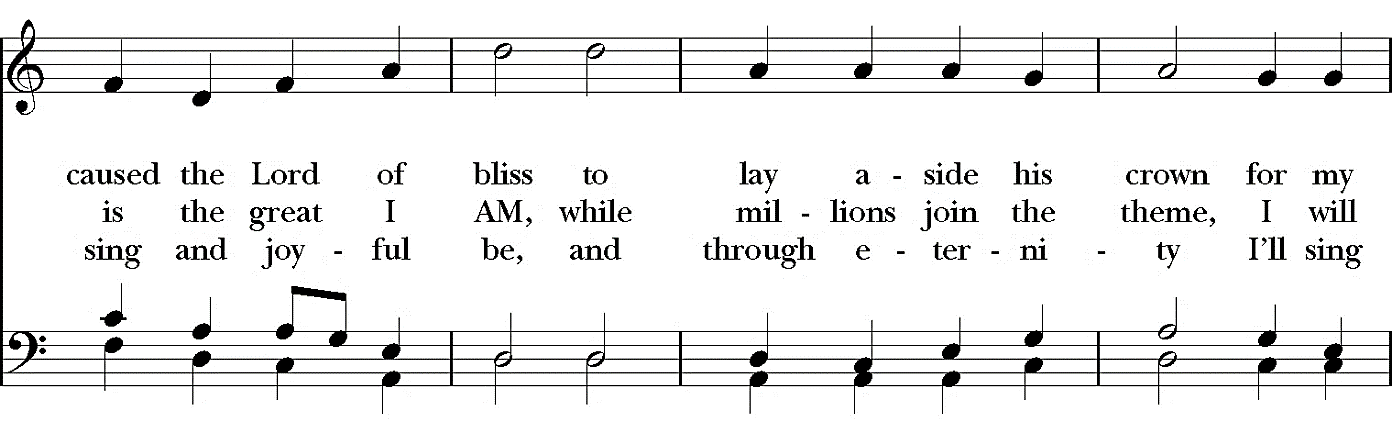 caused the Lord of bliss to lay a - side his crown for my
is the great I AM, while mil - lions join the theme, I will
sing and joy - ful be, and through e - ter - ni - ty I'll sing